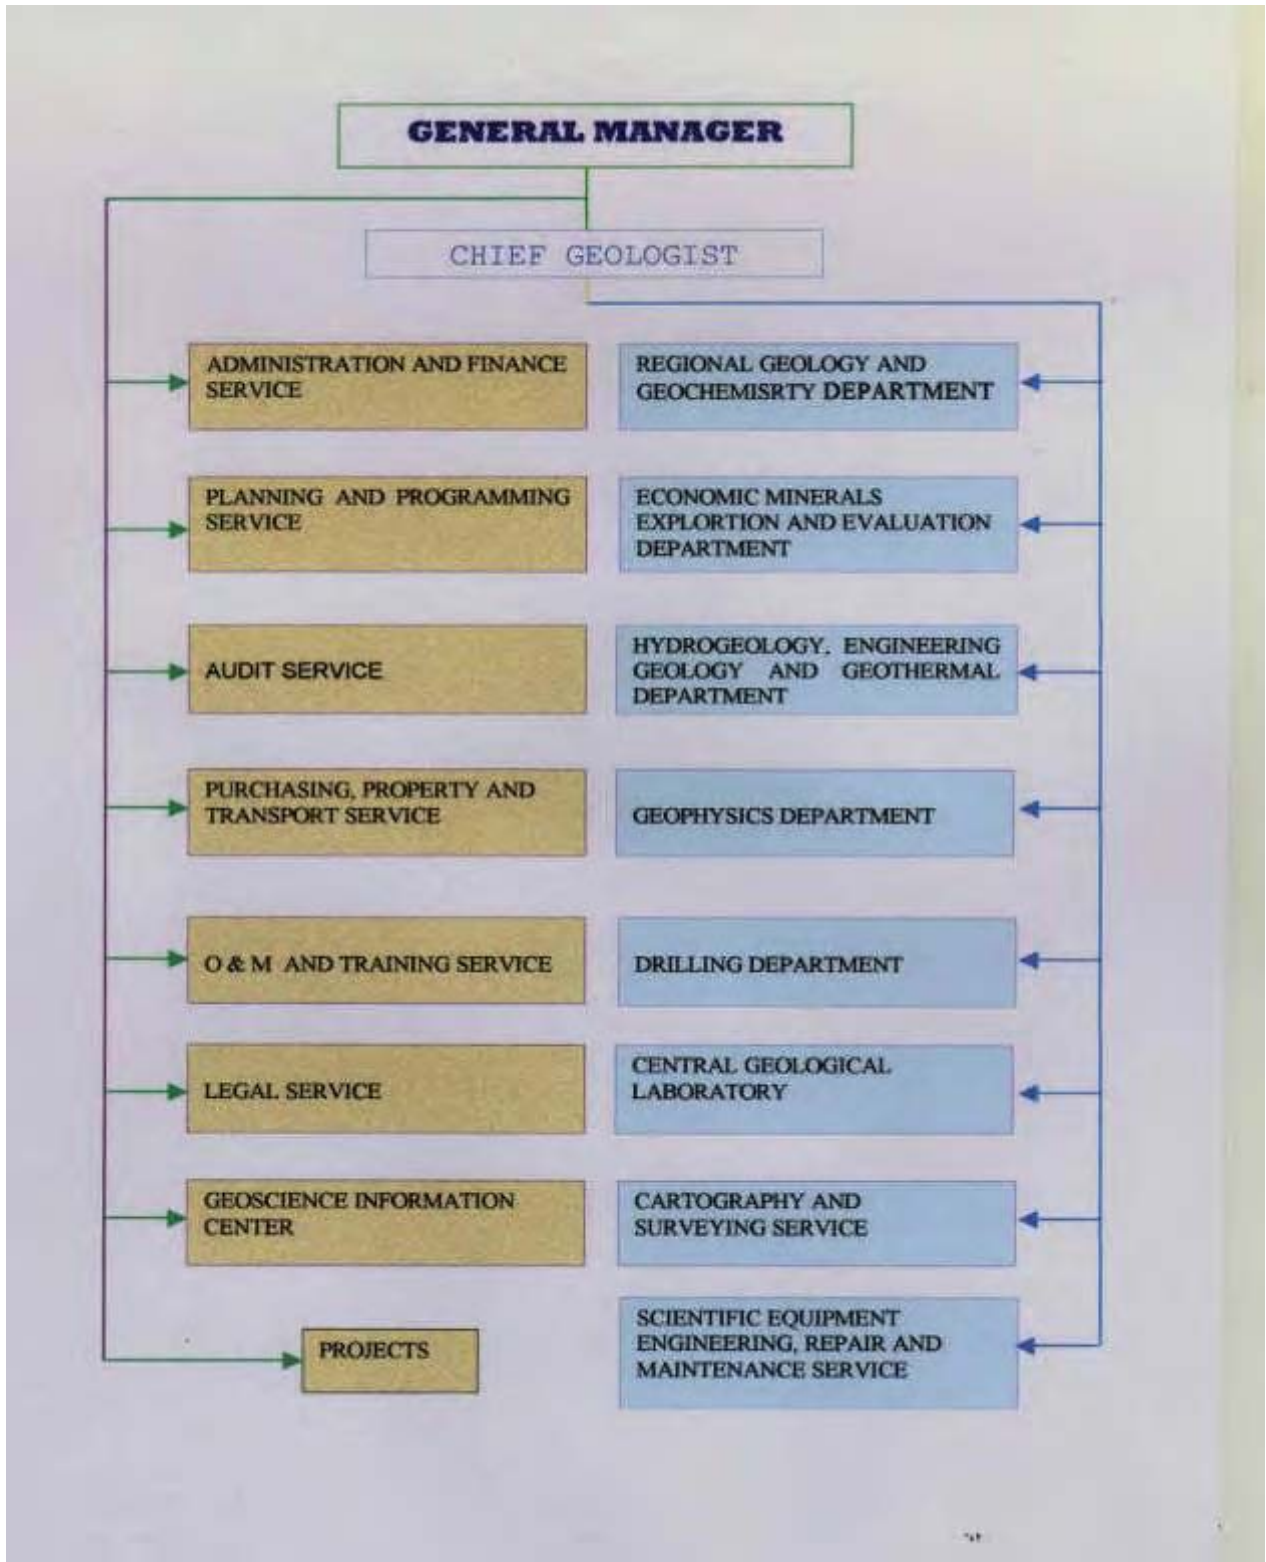 GENERAL MANAGER
CHIEF GEOLOGIST
ADMINISTRATION AND FINANCE
SERVICE
REGIONAL GEOLOGY AND
GEOCHEMISRTY DEPARTMENT
PLANNING AND PROGRAMMING
SERVICE
ECONOMIC MINERALS
EXPLORTION AND EVALUATION
DEPARTMENT
AUDIT SERVICE
HYDROGEOLOGY, ENGINEERING
GEOLOGY AND GEOTHERMAL
DEPARTMENT
PURCHASING, PROPERTY AND
TRANSPORT SERVICE
GEOPHYSICS DEPARTMENT
O & M AND TRAINING SERVICE
DRILLING DEPARTMENT
LEGAL SERVICE
CENTRAL GEOLOGICAL
LABORATORY
GEOSCIENCE INFORMATION
CENTER
CARTOGRAPHY AND
SURVEYING SERVICE
PROJECTS
SCIENTIFIC EQUIPMENT
ENGINEERING, REPAIR AND
MAINTENANCE SERVICE